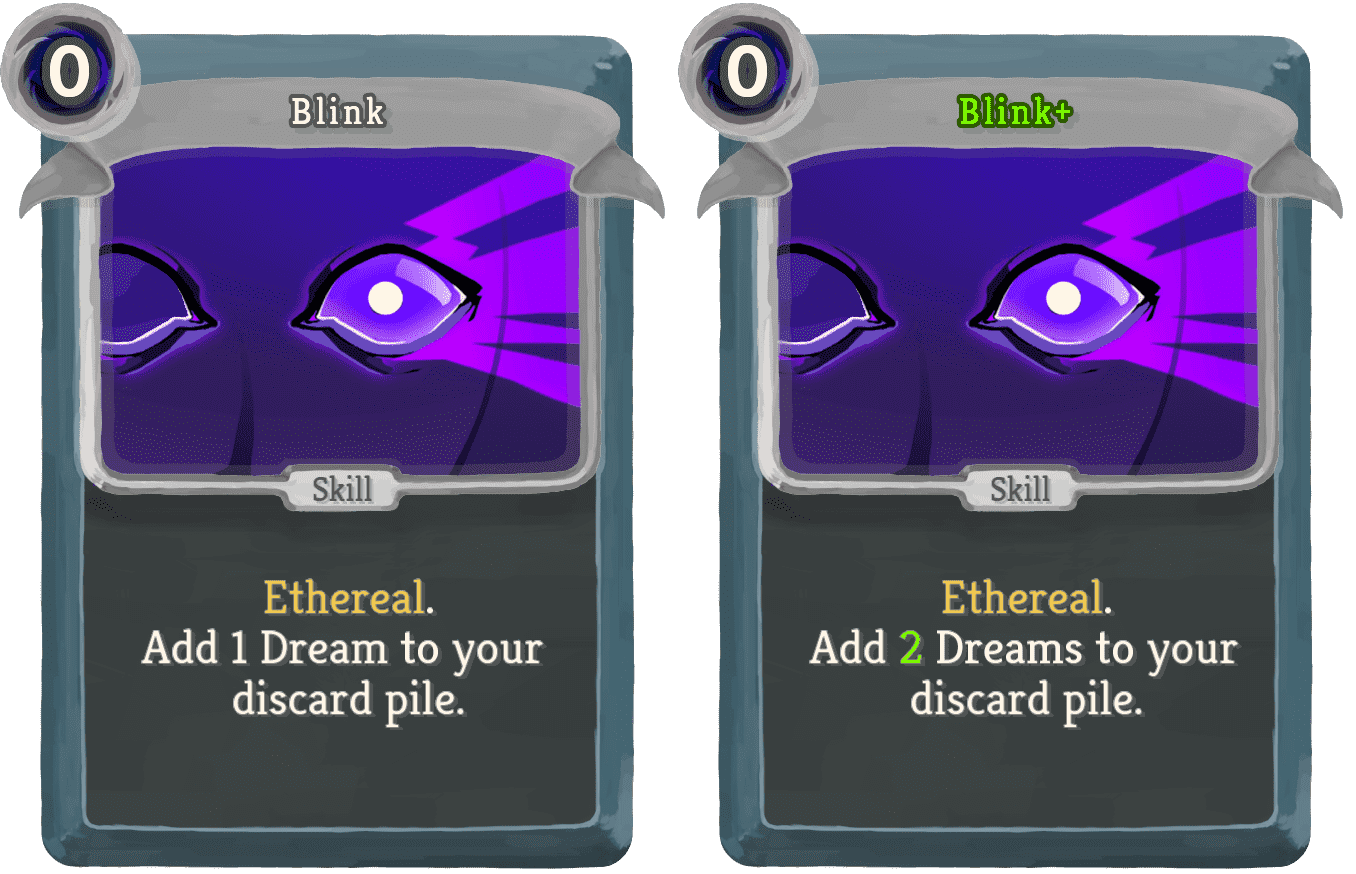 0
Blink
Skill
Ethereal.
Add 1 Dream to your
discard pile.
0
Blink+
Skill
Ethereal.
Add 2 Dreams to your
discard pile.